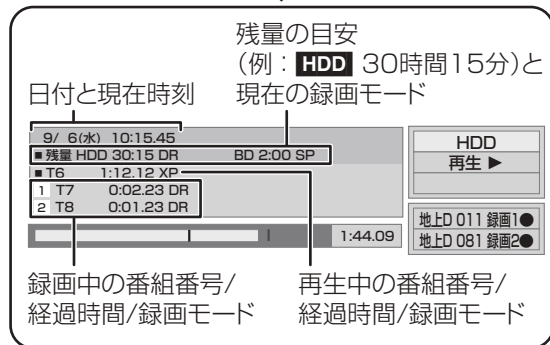 残量の目安
（例：HDD 30時間15分）と
現在の録画モード
日付と現在時刻
9/ 6(水) 10:15.45
■残量 HDD 30:15 DR BD 2:00 SP
■T6 1:12.12 XP
1 T7 0:02.23 DR
2 T8 0:01.23 DR
1:44.09
HDD
再生 ▶
地上D 011 録画1●
地上D 081 録画2●
録画中の番組番号/
経過時間/録画モード
再生中の番組番号/
経過時間/録画モード